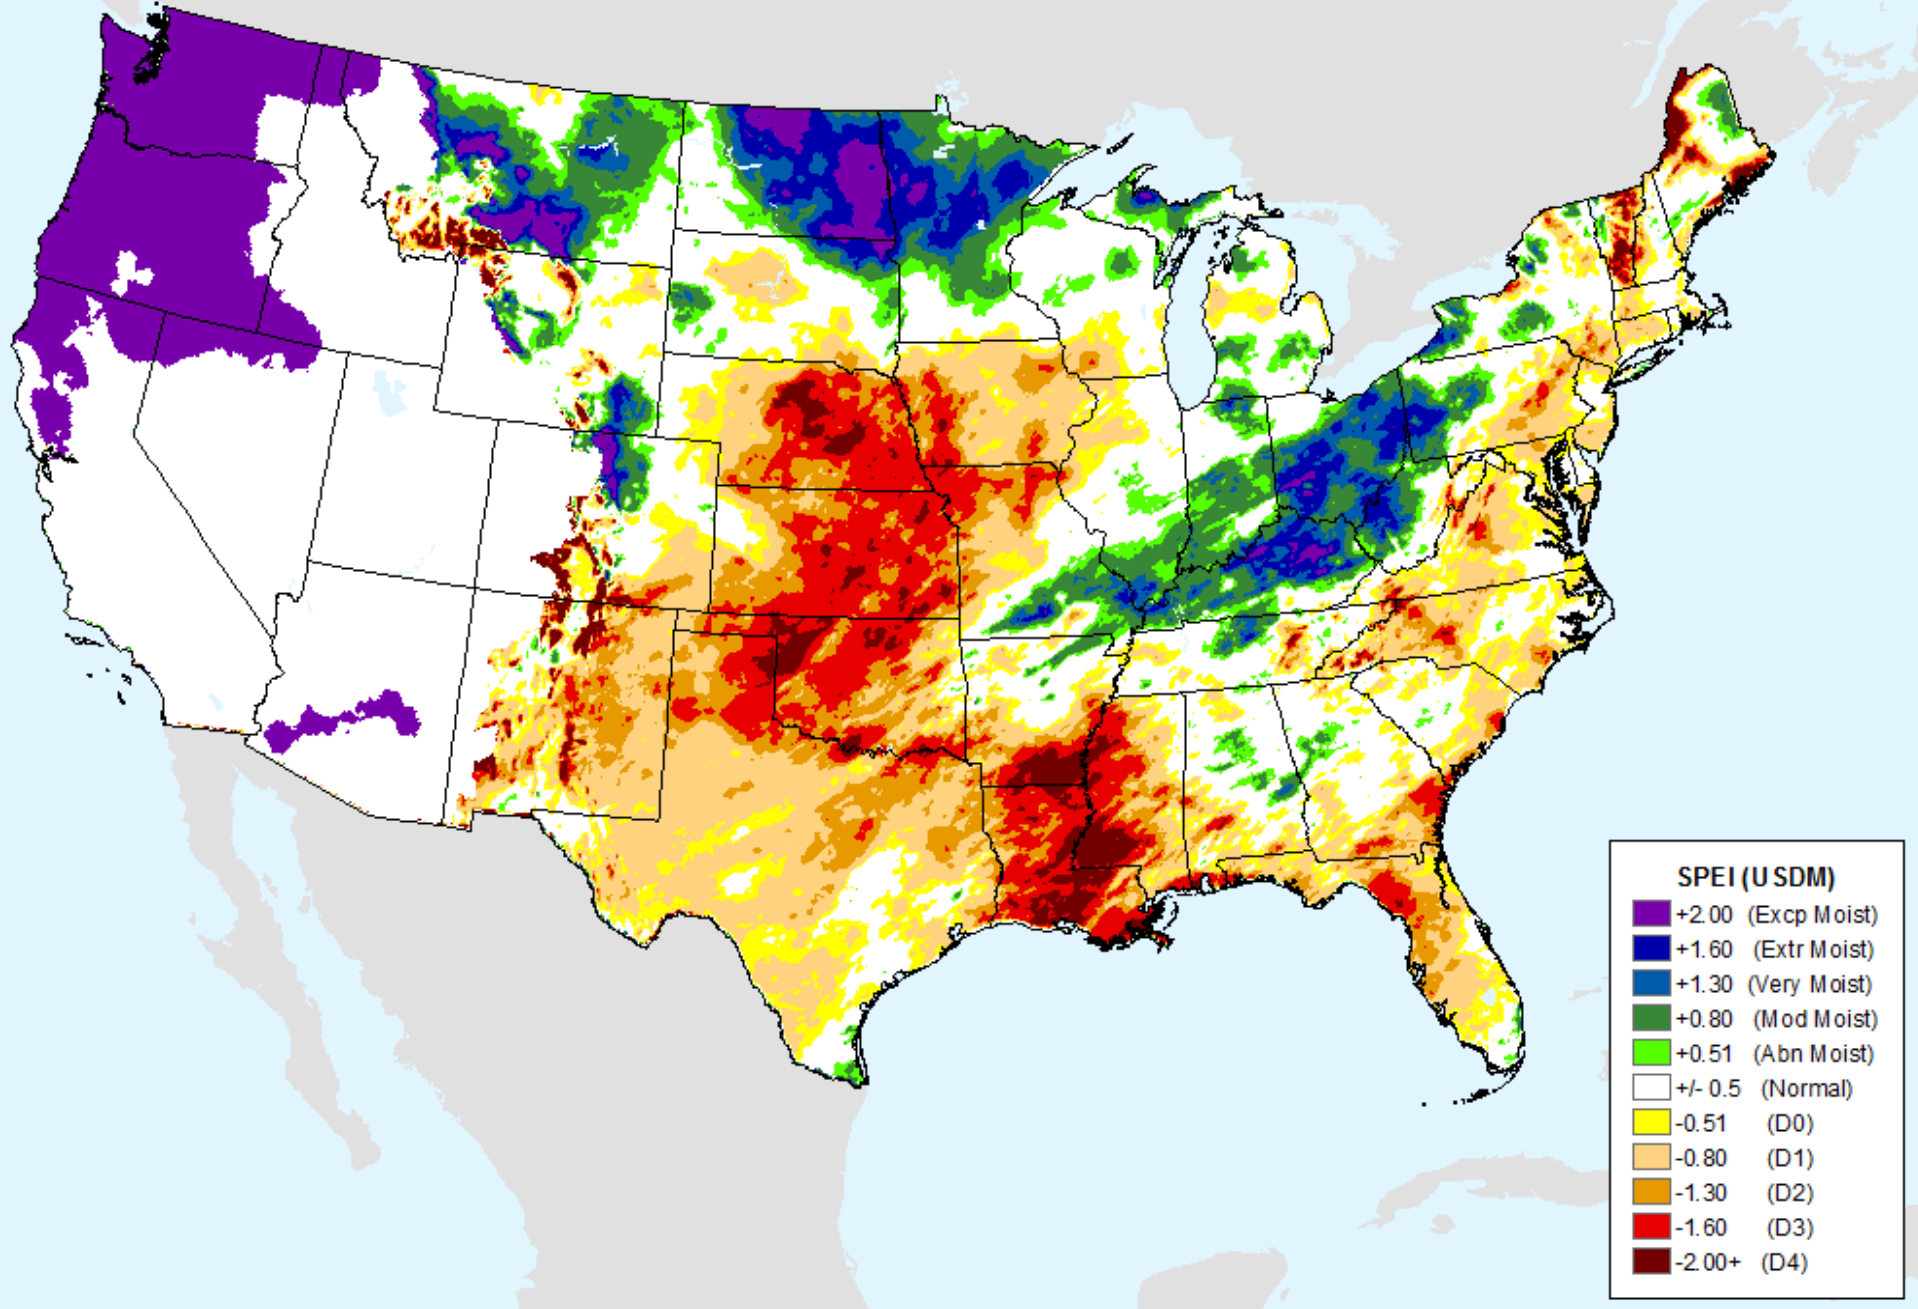 SPEI (USDM)
+2.00 (Excp Moist)
+1.60 (Extr Moist)
+1.30 (Very Moist)
+0.80 (Mod Moist)
+0.51 (Abn Moist)
+/- 0.5 (Normal)
-0.51 (D0)
-0.80 (D1)
-1.30 (D2)
-1.60 (D3)
-2.00+ (D4)